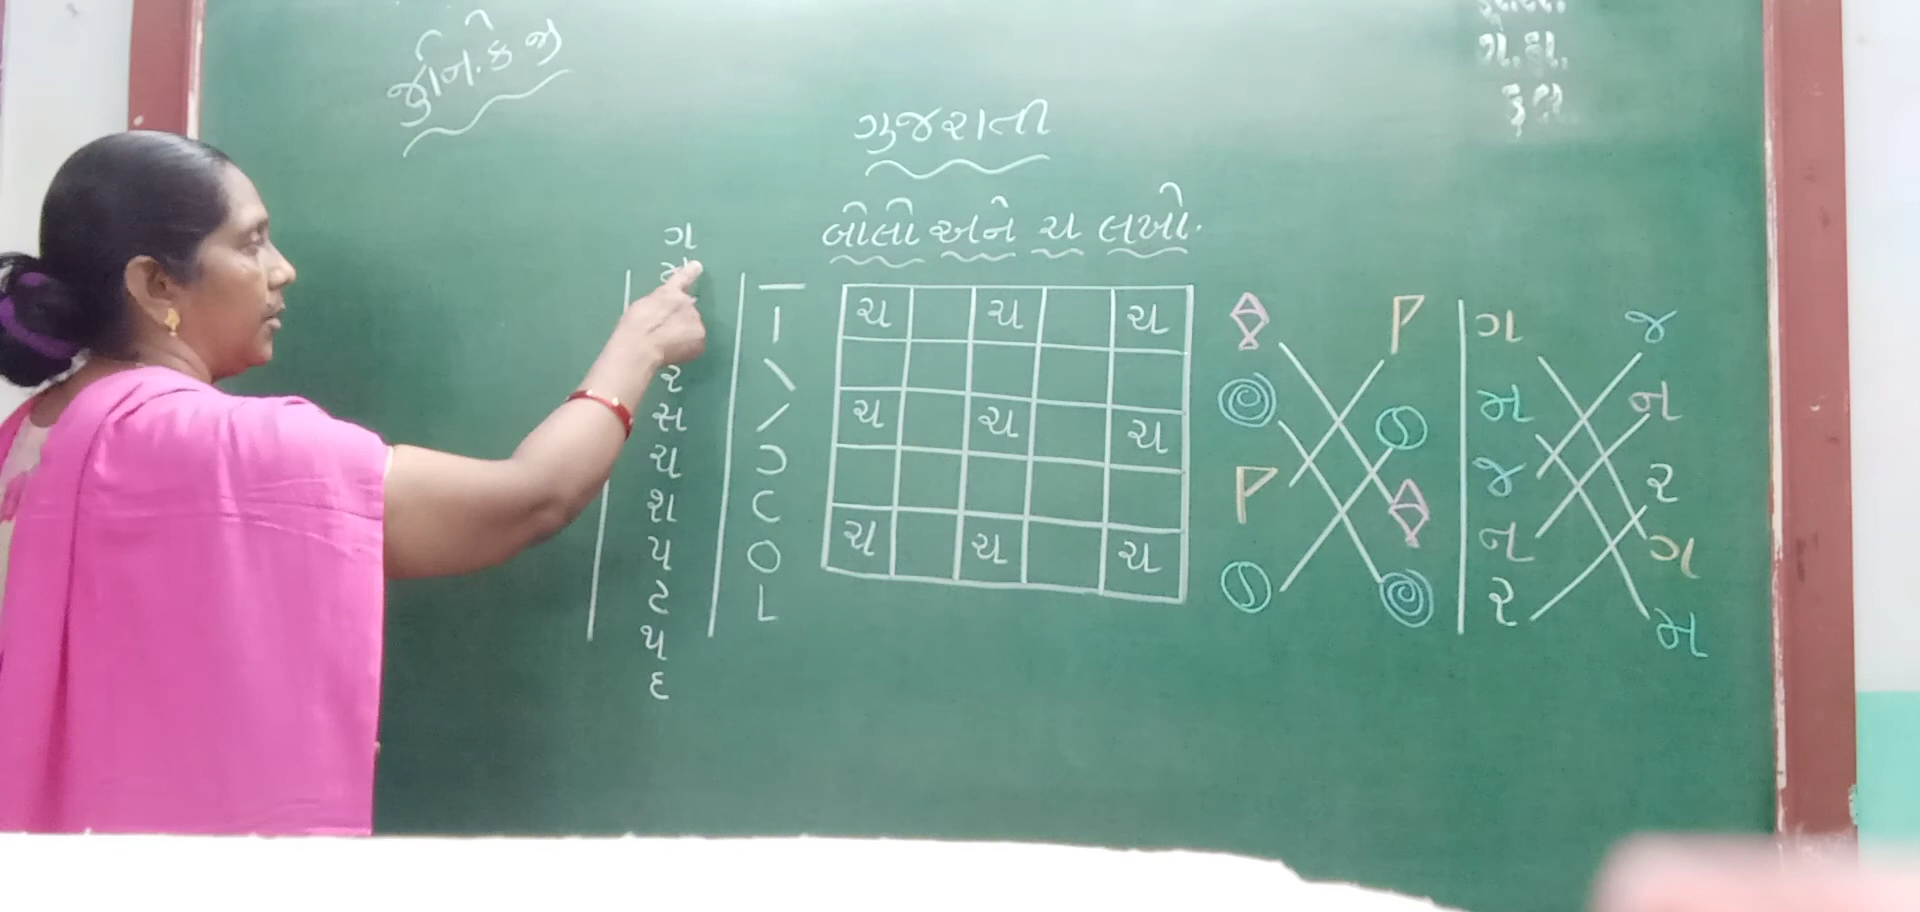 જુનિ.કે જી
ગુજરાતી
બોલો અને ચ લખો.
ગ
મ
ર
સ
ચ
શ
પ
ટ
થ
દ
ચ ચ ચ
ચ ચ ચ
ચ ચ ચ
ગ જ
મ ન
જ ર
ન ગ
ર મ